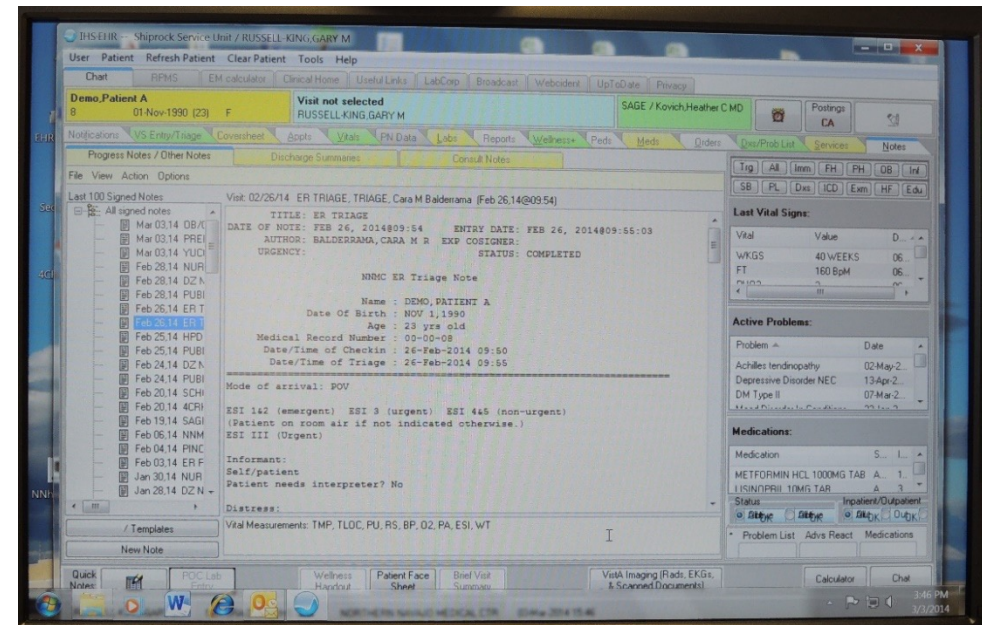 IHS-EHR -- Shiprock Service Unit / RUSSELL-KING,GARY M
User Patient Refresh Patient Clear Patient Tools Help
Chart RPMS EM calculator Clinical Home Useful Links LabCorp Broadcast Webcident UpToDate Privacy
Demo,Patient A
8 01-Nov-1990 (23) F
Visit not selected
RUSSELL-KING,GARY M
SAGE / Kovich,Heather C MD
Postings
CA
Notifications VS Entry/Triage Coversheet Appts Vitals PN Data Labs Reports Wellness+ Peds Meds Orders Dxs/Prob List Services Notes
Progress Notes / Other Notes Discharge Summaries Consult Notes
File View Action Options
Last 100 Signed Notes
All signed notes
Mar 03,14 OB/
Mar 03,14 PREI
Mar 03,14 YUCI
Feb 28,14 NUR
Feb 28,14 DZ N
Feb 28,14 PUBI
Feb 26,14 ER T
Feb 26,14 ER T
Feb 25,14 HPD
Feb 25,14 PUBI
Feb 24,14 DZ N
Feb 24,14 PUBI
Feb 20,14 SCH
Feb 20,14 4CRI
Feb 19,14 SAGI
Feb 06,14 NNM
Feb 04,14 PINC
Feb 03,14 ER F
Jan 30,14 NUR
Jan 28,14 DZ N
/ Templates
New Note
Visit: 02/26/14 ER TRIAGE, TRIAGE, Cara M Balderrama (Feb 26,14@09:54)
TITLE: ER TRIAGE
DATE OF NOTE: FEB 26, 2014@09:54 ENTRY DATE: FEB 26, 2014@09:55:03
AUTHOR: BALDERRAMA,CARA M R EXP COSIGNER:
URGENCY: STATUS: COMPLETED
NNMC ER Triage Note
Name : DEMO,PATIENT A
Date Of Birth : NOV 1,1990
Age : 23 yrs old
Medical Record Number : 00-00-08
Date/Time of Checkin : 26-Feb-2014 09:50
Date/Time of Triage : 26-Feb-2014 09:55
Mode of arrival: POV
ESI 1&2 (emergent) ESI 3 (urgent) ESI 4&5 (non-urgent)
(Patient on room air if not indicated otherwise.)
ESI III (Urgent)
Informant:
Self/patient
Patient needs interpreter? No
Distress:
Vital Measurements: TMP, TLOC, PU, RS, BP, O2, PA, ESI, WT
Trig All Imm FH PH OB Inl
SB PL Dxs ICD Exm HF Edu
Last Vital Signs:
Vital Value D...
WKGS 40 WEEKS 06...
FT 160 BpM 06...
Active Problems:
Problem Date
Achilles tendinopathy 02-May-2...
Depressive Disorder NEC 13-Apr-2...
DM Type II 07-Mar-2...
Medications:
Medication S... I...
METFORMIN HCL 1000MG TAB A... 1...
LISINOPRIL 10MG TAB A 3
Status Inpatient/Outpatient
Problem List Advs React Medications
Quick Notes: POC Lab Entry Wellness Handout Patient Face Sheet Brief Visit Summary VistA Imaging (Rads, EKGs, & Scanned Documents) Calculator Chat
NORTHERN NAVAJO MEDICAL CTR 03-Mar-2014 15:46
3:46 PM
3/3/2014